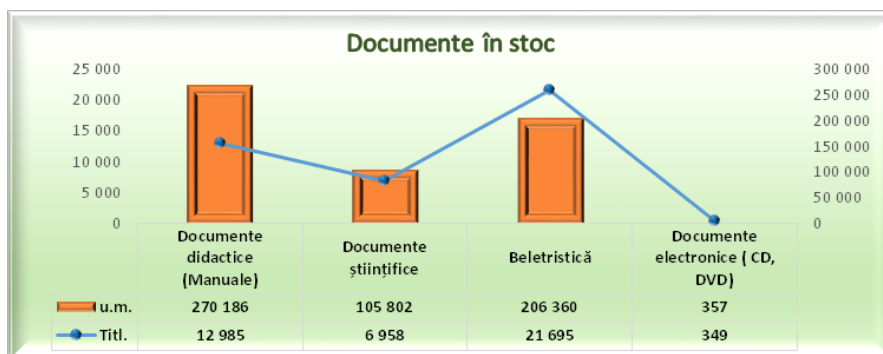 Documente în stoc
25 000
20 000
15 000
10 000
5 000
0
300 000
250 000
200 000
150 000
100 000
50 000
0
Documente didactice (Manuale)
Documente științifice
Beletristică
Documente electronice ( CD, DVD)
u.m. 270 186 105 802 206 360 357
Titl. 12 985 6 958 21 695 349